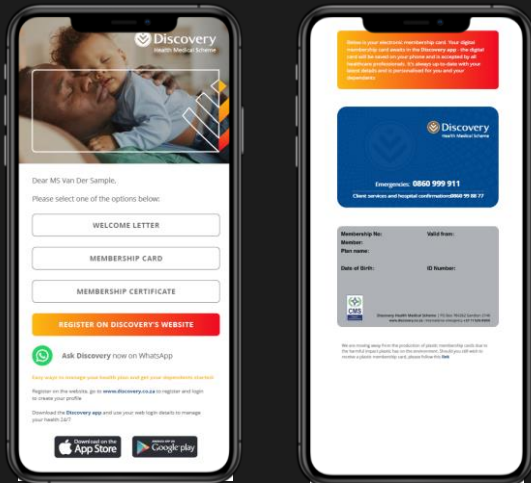 Discovery
Health Medical Scheme
Dear MS Van Der Sample,
Please select one of the options below:
WELCOME LETTER
MEMBERSHIP CARD
MEMBERSHIP CERTIFICATE
REGISTER ON DISCOVERY'S WEBSITE
Ask Discovery now on WhatsApp
Easy ways to manage your health plan and get your dependents started
Register on the website, go to www.discovery.co.za to register and login
to create your profile
Download the Discovery app and use your web login details to manage
your health 24/7
Download on the
App Store
Google play
Below is your electronic membership card. Your digital
membership card assets in the Discovery app - the digital
card will be saved on your phone and is accepted by all
healthcare professionals. It's always up-to-date with your
latest details and is personalised for you and your
dependents
Discovery
Health Medical Scheme
Emergencies: 0860 999 911
Client services and hospital confirmation: 0860 99 88 77
Membership No: Valid from:
Member:
Plan name:
Date of Birth: ID Number:
CMS
Discovery Health Medical Scheme
www.discovery.co.za
We are moving away from the production of plastic membership cards due to
the harmful impact plastic has on the environment. Should you still wish to
receive a plastic membership card, please follow this link